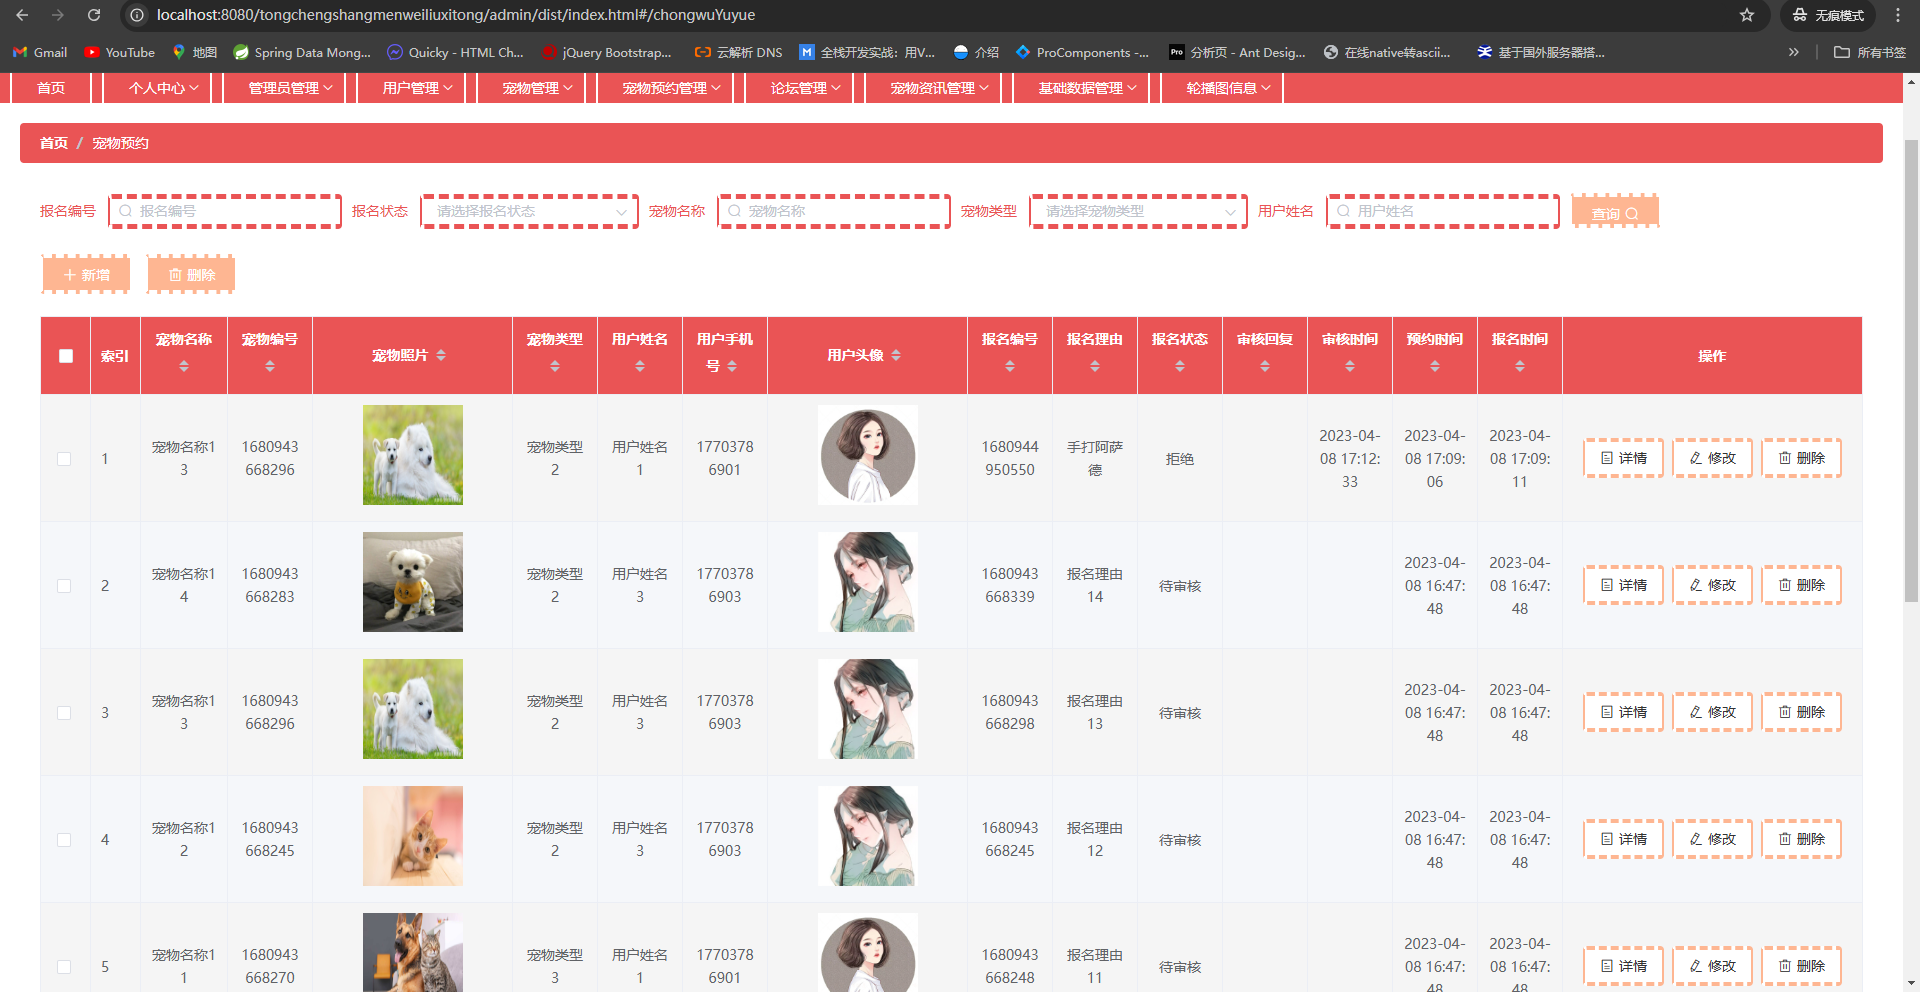 localhost:8080/tongchengshangmenweiliuxitong/admin/dist/index.html#/chongwuYuyue
无痕模式
Gmail YouTube 地图 Spring Data Mong... Quicky - HTML Ch... jQuery Bootstrap... 云解析 DNS 全栈开发实战：用V... 介绍 ProComponents -... Pro 分析页 - Ant Desig... 在线native转ascii... 基于国外服务器搭... » 所有书签
首页 个人中心 管理员管理 用户管理 宠物管理 宠物预约管理 论坛管理 宠物资讯管理 基础数据管理 轮播图信息
首页 / 宠物预约
报名编号 报名编号 报名状态 请选择报名状态 宠物名称 宠物名称 宠物类型 请选择宠物类型 用户姓名 用户姓名 查询
新增 删除
索引 宠物名称 宠物编号 宠物照片 宠物类型 用户姓名 用户手机号 用户头像 报名编号 报名理由 报名状态 审核回复 审核时间 预约时间 报名时间 操作
1 宠物名称13 1680943668296 宠物类型2 用户姓名1 17703786901 1680944950550 手打阿萨德 拒绝 2023-04-08 17:12:33 2023-04-08 17:09:06 2023-04-08 17:09:11 详情 修改 删除
2 宠物名称14 1680943668283 宠物类型2 用户姓名3 17703786903 1680943668339 报名理由14 待审核 2023-04-08 16:47:48 2023-04-08 16:47:48 详情 修改 删除
3 宠物名称13 1680943668296 宠物类型2 用户姓名3 17703786903 1680943668298 报名理由13 待审核 2023-04-08 16:47:48 2023-04-08 16:47:48 详情 修改 删除
4 宠物名称12 1680943668245 宠物类型2 用户姓名3 17703786903 1680943668245 报名理由12 待审核 2023-04-08 16:47:48 2023-04-08 16:47:48 详情 修改 删除
5 宠物名称11 1680943668270 宠物类型3 用户姓名1 17703786901 1680943668248 报名理由11 待审核 2023-04-08 16:47:48 2023-04-08 16:47:48 详情 修改 删除